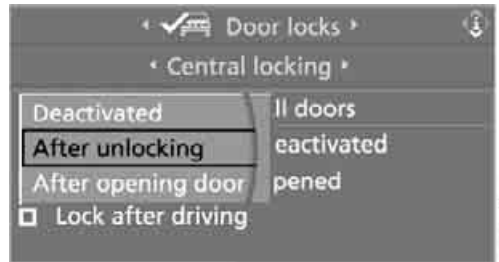 Door locks
Central locking
Deactivated
ll doors
After unlocking
eactivated
After opening door
pened
Lock after driving